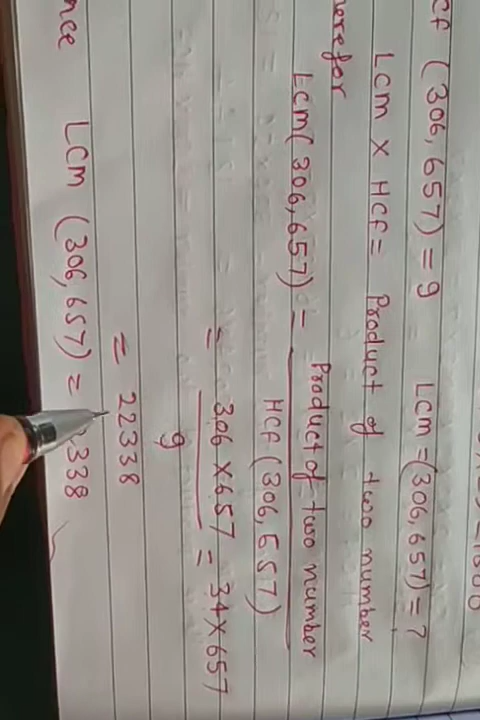 CF (306,657) = 9 LCM =(306,657) = ?
LCM X HCF = Product of two number
herefor
LCM(306,657) = Product of two number
HCF (306,657)
= 306 X 657 = 34 X 657
9
= 22338
nce LCM (306,657) = 338